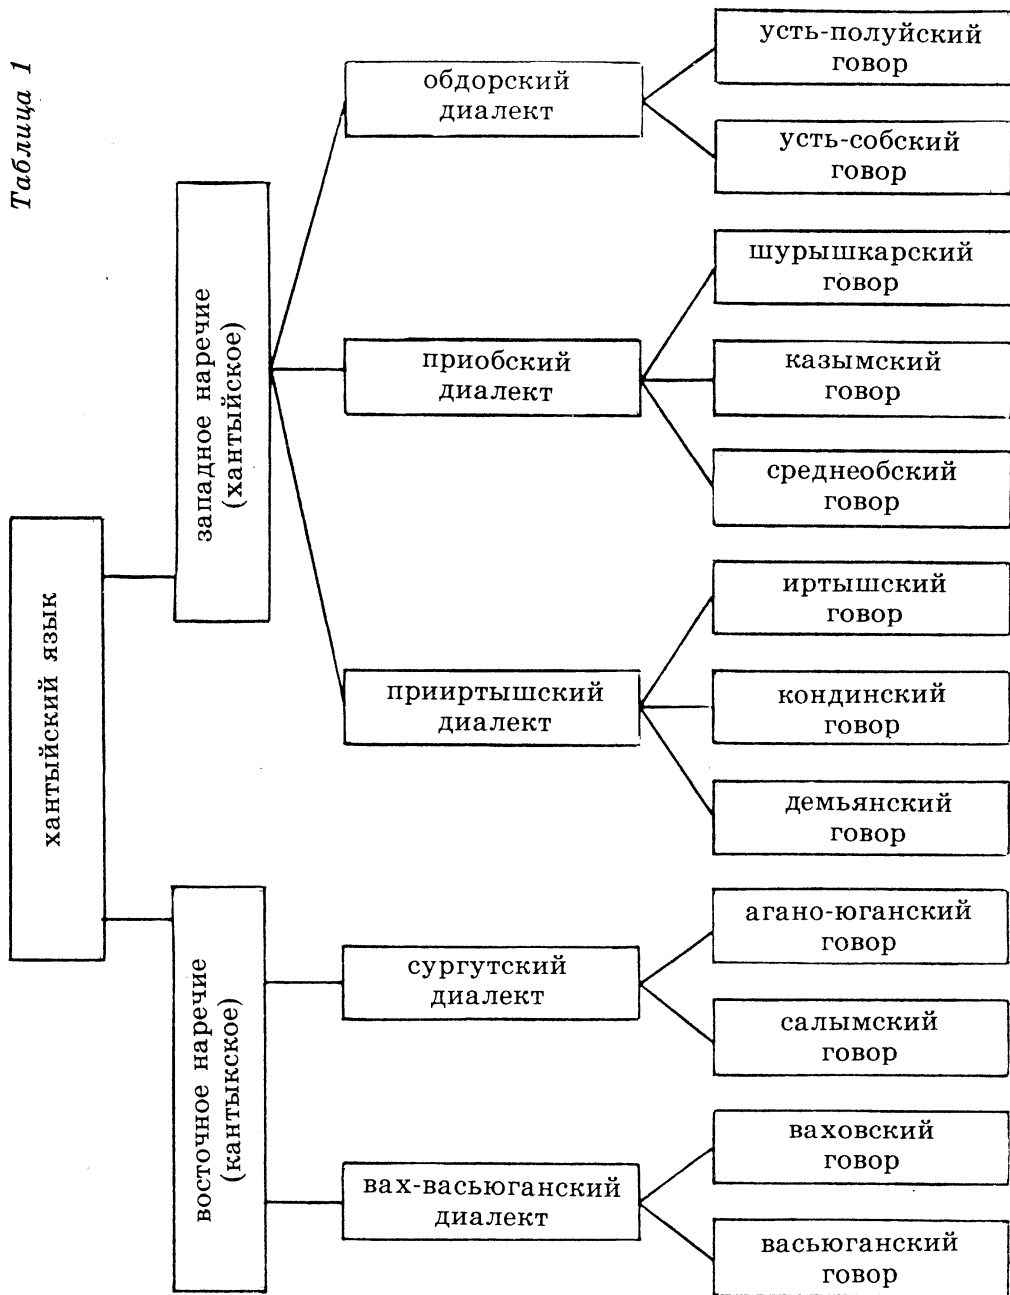 Таблица 1
хантыйский язык
западное наречие
(хантыйское)
обдорский
диалект
усть-полуйский
говор
усть-собский
говор
приобский
диалект
шурышкарский
говор
казымский
говор
среднеобский
говор
прииртышский
диалект
иртышский
говор
кондинский
говор
демьянский
говор
восточное наречие
(кантыкское)
сургутский
диалект
агано-юганский
говор
салымский
говор
вах-васьюганский
диалект
ваховский
говор
васьюганский
говор